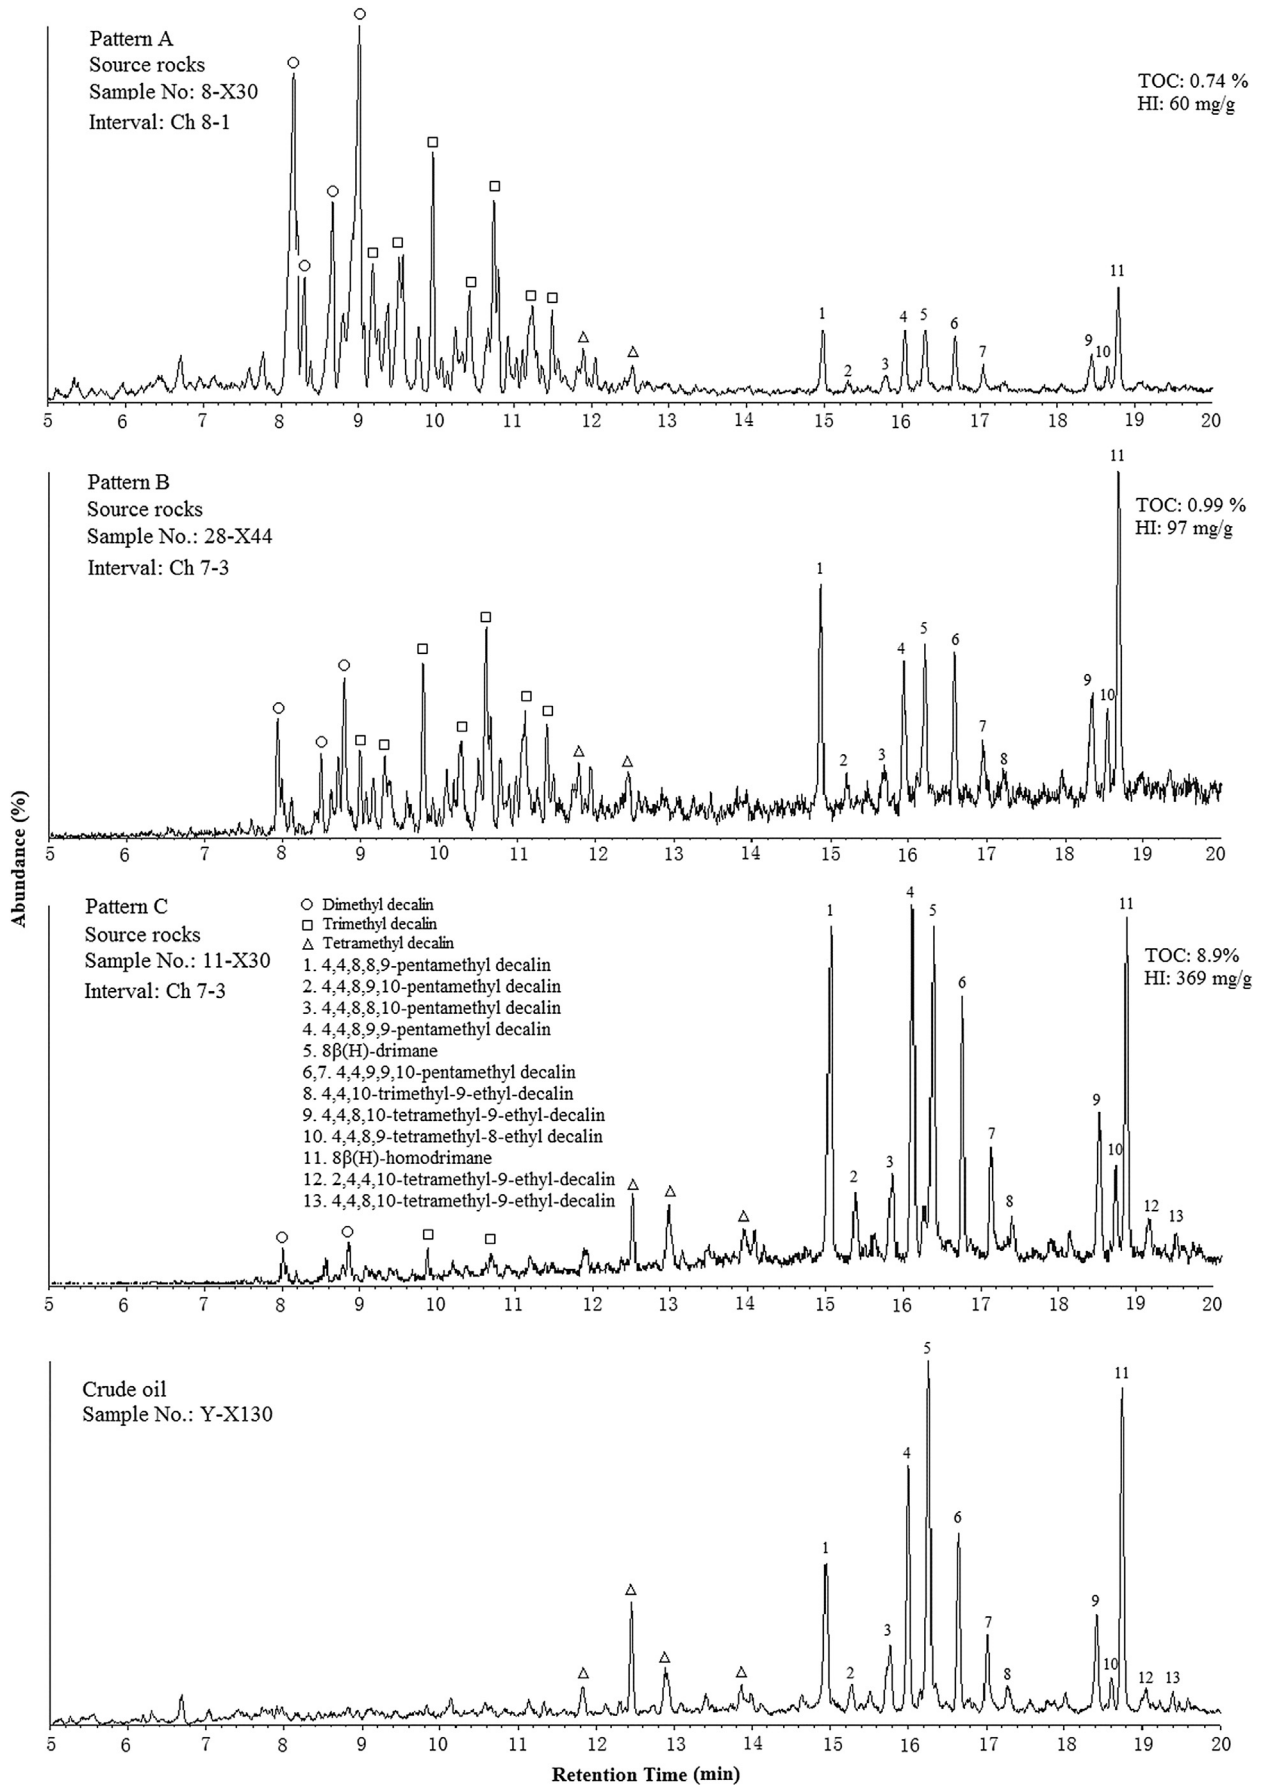 Pattern A
Source rocks
Sample No: 8-X30
Interval: Ch 8-1
TOC: 0.74 %
HI: 60 mg/g
1 2 3 4 5 6 7 9 10 11
5 6 7 8 9 10 11 12 13 14 15 16 17 18 19 20
Pattern B
Source rocks
Sample No.: 28-X44
Interval: Ch 7-3
TOC: 0.99 %
HI: 97 mg/g
1 2 3 4 5 6 7 8 9 10 11
5 6 7 8 9 10 11 12 13 14 15 16 17 18 19 20
Abundance (%)
Pattern C
Source rocks
Sample No.: 11-X30
Interval: Ch 7-3
Dimethyl decalin
Trimethyl decalin
Tetramethyl decalin
1. 4,4,8,8,9-pentamethyl decalin
2. 4,4,8,9,10-pentamethyl decalin
3. 4,4,8,8,10-pentamethyl decalin
4. 4,4,8,9,9-pentamethyl decalin
5. 8β(H)-drimane
6,7. 4,4,9,9,10-pentamethyl decalin
8. 4,4,10-trimethyl-9-ethyl-decalin
9. 4,4,8,10-tetramethyl-9-ethyl-decalin
10. 4,4,8,9-tetramethyl-8-ethyl decalin
11. 8β(H)-homodrimane
12. 2,4,4,10-tetramethyl-9-ethyl-decalin
13. 4,4,8,10-tetramethyl-9-ethyl-decalin
TOC: 8.9%
HI: 369 mg/g
1 2 3 4 5 6 7 8 9 10 11 12 13
5 6 7 8 9 10 11 12 13 14 15 16 17 18 19 20
Crude oil
Sample No.: Y-X130
1 2 3 4 5 6 7 8 9 10 11 12 13
5 6 7 8 9 10 11 12 13 14 15 16 17 18 19 20
Retention Time (min)